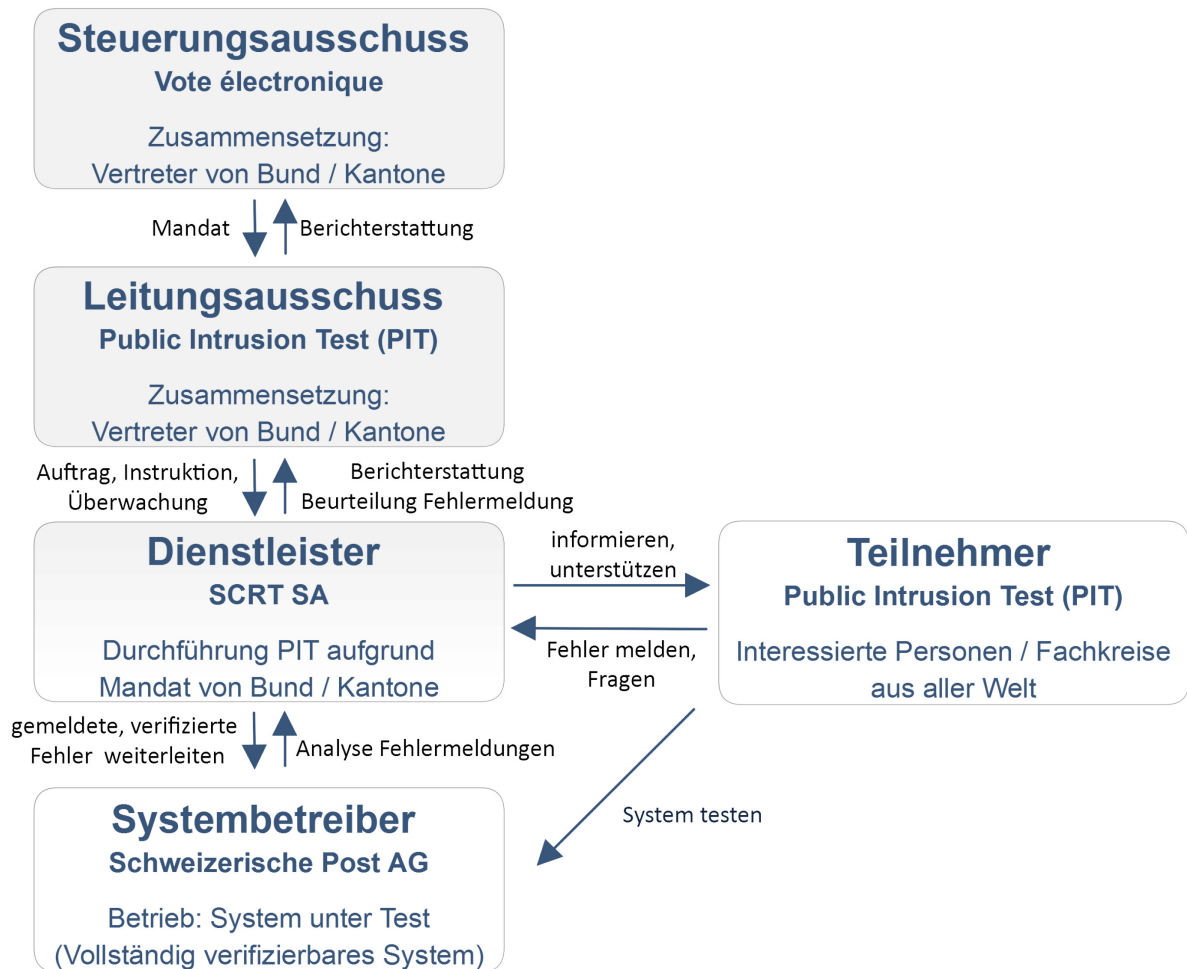 Steuerungsausschuss
Vote électronique
Zusammensetzung:
Vertreter von Bund / Kantone
Mandat
Berichterstattung
Leitungsausschuss
Public Intrusion Test (PIT)
Zusammensetzung:
Vertreter von Bund / Kantone
Auftrag, Instruktion,
Überwachung
Berichterstattung
Beurteilung Fehlermeldung
Dienstleister
SCRT SA
Durchführung PIT aufgrund
Mandat von Bund / Kantone
informieren,
unterstützen
Fehler melden,
Fragen
Teilnehmer
Public Intrusion Test (PIT)
Interessierte Personen / Fachkreise
aus aller Welt
gemeldete, verifizierte
Fehler weiterleiten
Analyse Fehlermeldungen
System testen
Systembetreiber
Schweizerische Post AG
Betrieb: System unter Test
(Vollständig verifizierbares System)